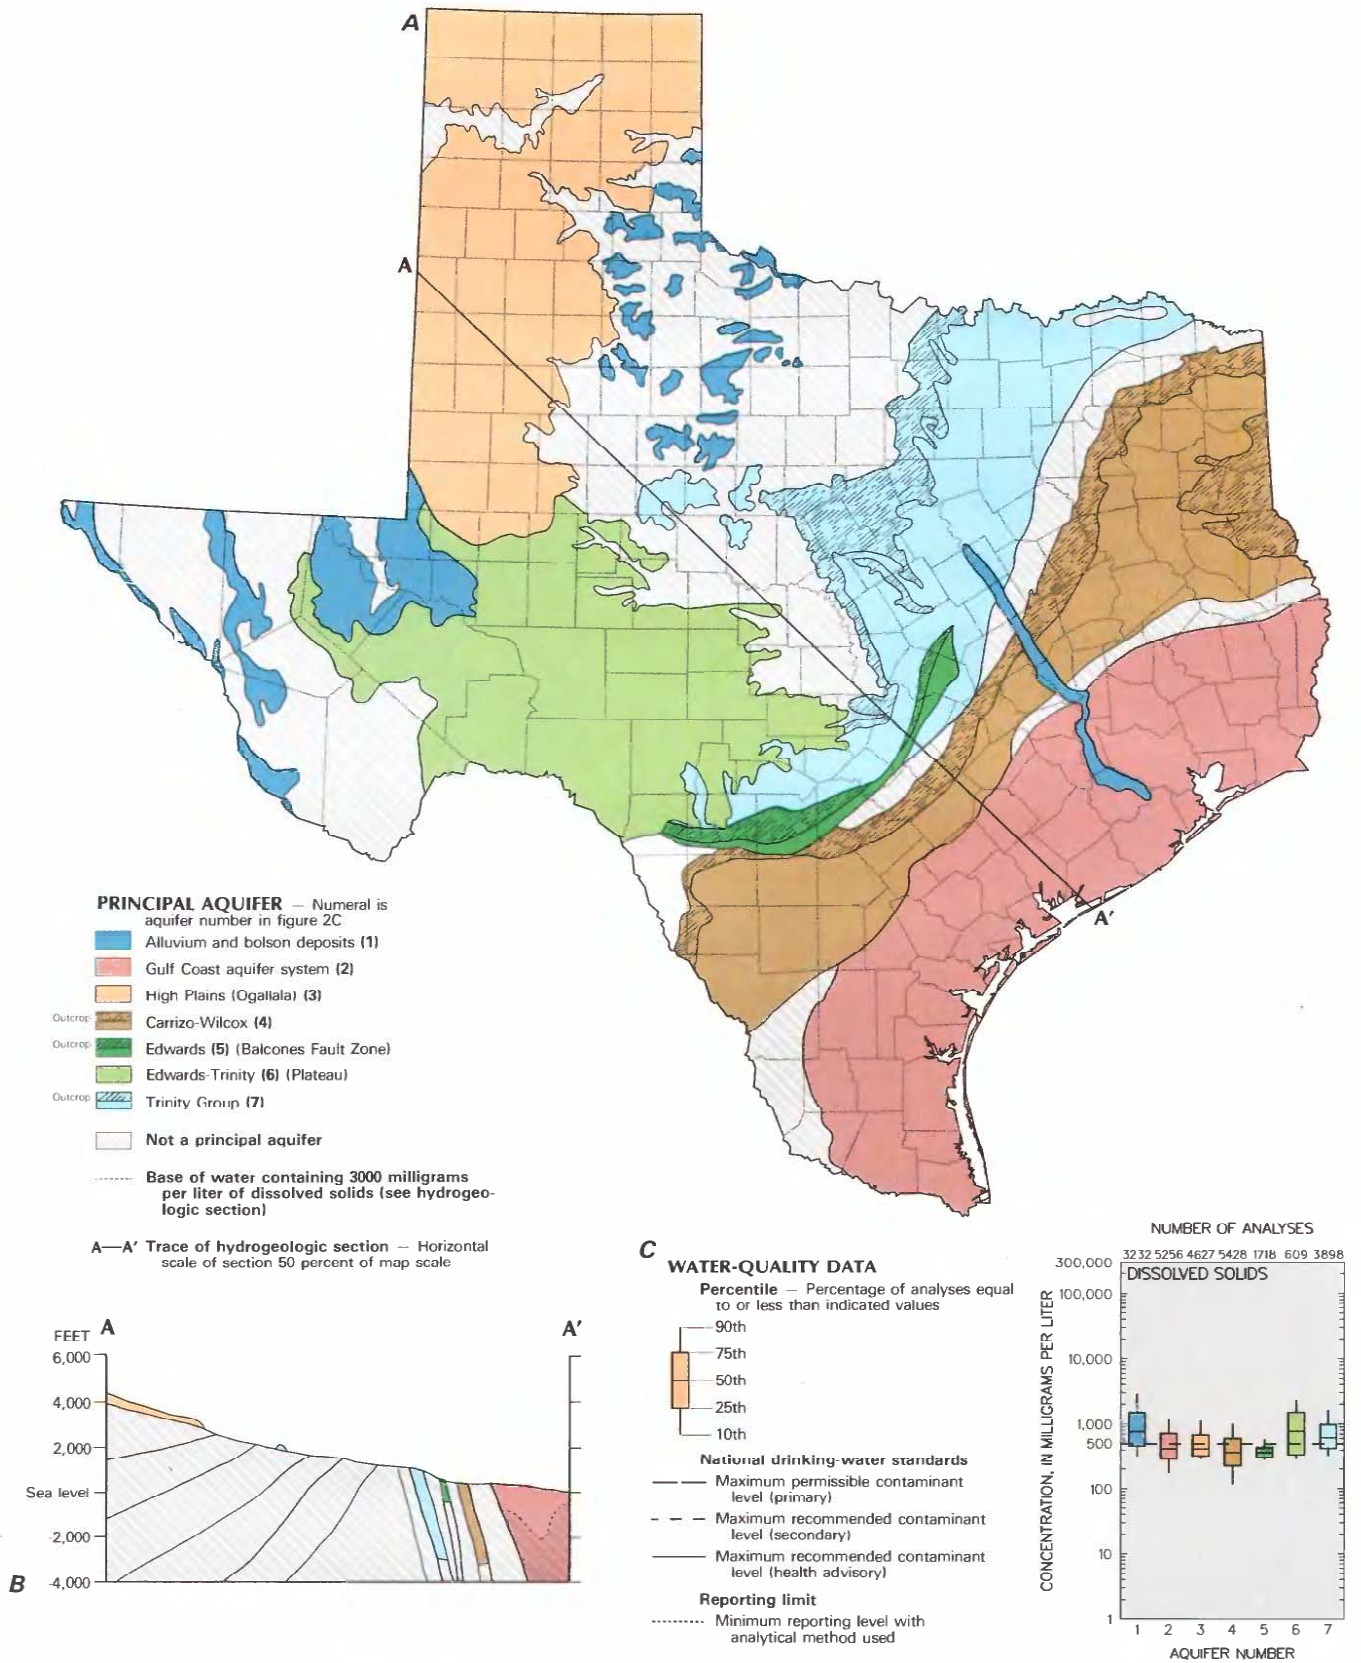 A
A
A'
PRINCIPAL AQUIFER — Numeral is
aquifer number in figure 2C
Alluvium and bolson deposits (1)
Gulf Coast aquifer system (2)
High Plains (Ogallala) (3)
Outcrop
Carrizo-Wilcox (4)
Outcrop
Edwards (5) (Balcones Fault Zone)
Edwards-Trinity (6) (Plateau)
Outcrop
Trinity Group (7)
Not a principal aquifer
Base of water containing 3000 milligrams
per liter of dissolved solids (see hydrogeo-
logic section)
A—A' Trace of hydrogeologic section — Horizontal
scale of section 50 percent of map scale
FEET A A'
6,000
4,000
2,000
Sea level
-2,000
-4,000
B
C
WATER-QUALITY DATA
Percentile — Percentage of analyses equal
to or less than indicated values
90th
75th
50th
25th
10th
National drinking-water standards
Maximum permissible contaminant
level (primary)
Maximum recommended contaminant
level (secondary)
Maximum recommended contaminant
level (health advisory)
Reporting limit
Minimum reporting level with
analytical method used
NUMBER OF ANALYSES
3232 5256 4627 5428 1718 609 3898
DISSOLVED SOLIDS
CONCENTRATION, IN MILLIGRAMS PER LITER
300,000
100,000
10,000
1,000
500
100
10
1
1 2 3 4 5 6 7
AQUIFER NUMBER